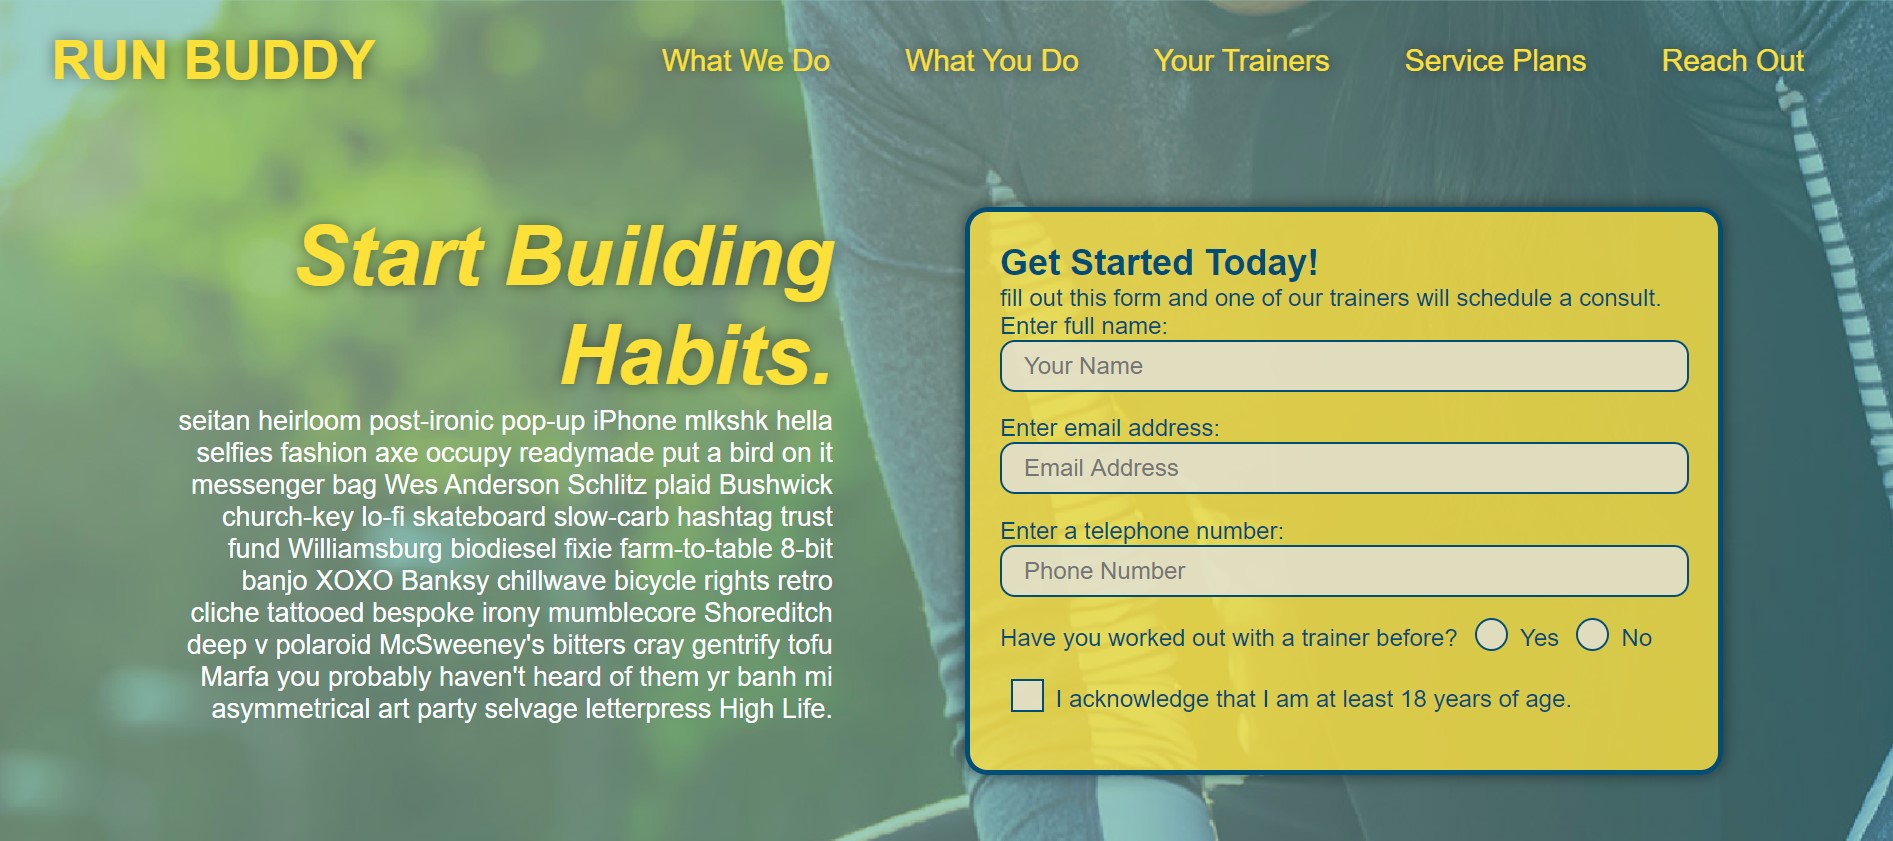 RUN BUDDY
What We Do
What You Do
Your Trainers
Service Plans
Reach Out
Start Building
Habits.
seitan heirloom post-ironic pop-up iPhone mlkshk hella
selfies fashion axe occupy readymade put a bird on it
messenger bag Wes Anderson Schlitz plaid Bushwick
church-key lo-fi skateboard slow-carb hashtag trust
fund Williamsburg biodiesel fixie farm-to-table 8-bit
banjo XOXO Banksy chillwave bicycle rights retro
cliche tattooed bespoke irony mumblecore Shoreditch
deep v polaroid McSweeney's bitters cray gentrify tofu
Marfa you probably haven't heard of them yr banh mi
asymmetrical art party selvage letterpress High Life.
Get Started Today!
fill out this form and one of our trainers will schedule a consult.
Enter full name:
Your Name
Enter email address:
Email Address
Enter a telephone number:
Phone Number
Have you worked out with a trainer before? Yes No
I acknowledge that I am at least 18 years of age.